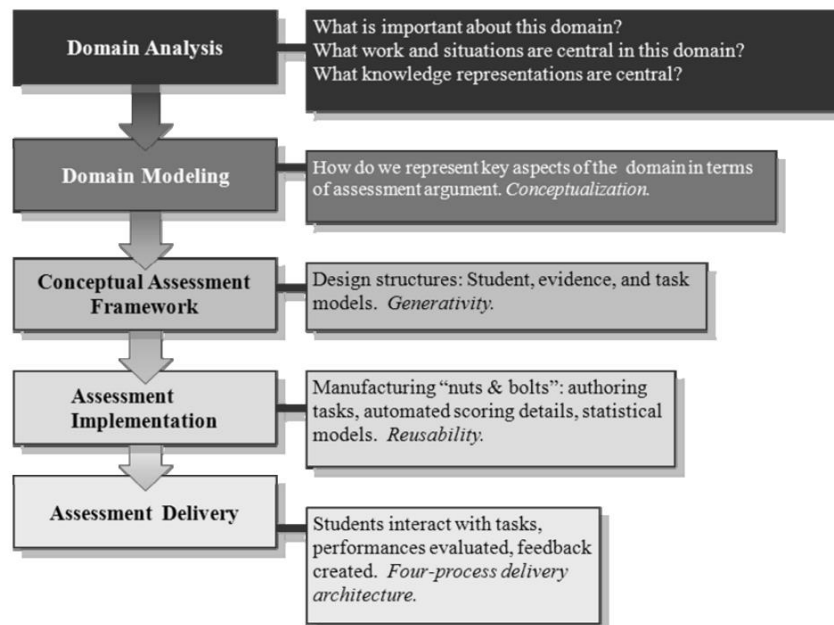 Domain Analysis
What is important about this domain?
What work and situations are central in this domain?
What knowledge representations are central?
Domain Modeling
How do we represent key aspects of the domain in terms
of assessment argument. Conceptualization.
Conceptual Assessment
Framework
Design structures: Student, evidence, and task
models. Generativity.
Assessment
Implementation
Manufacturing “nuts & bolts”: authoring
tasks, automated scoring details, statistical
models. Reusability.
Assessment Delivery
Students interact with tasks,
performances evaluated, feedback
created. Four-process delivery
architecture.